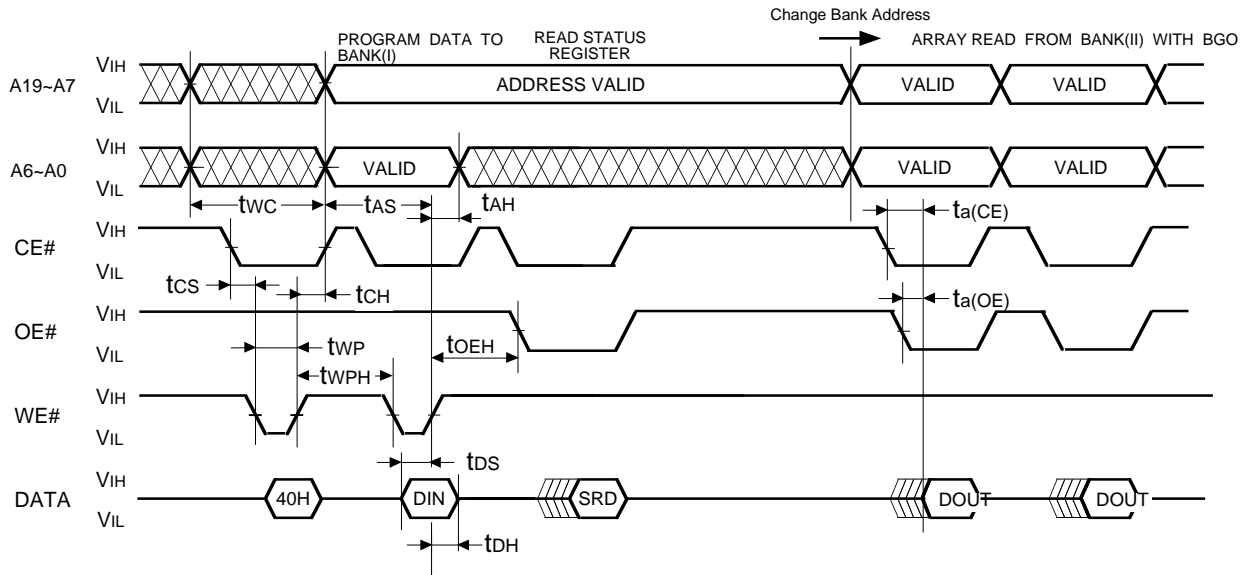 Change Bank Address
PROGRAM DATA TO BANK(I)
READ STATUS REGISTER
ARRAY READ FROM BANK(II) WITH BGO
A19~A7
VIH
VIL
ADDRESS VALID
VALID
VALID
A6~A0
VIH
VIL
VALID
VALID
VALID
tWC
tAS
tAH
ta(CE)
CE#
VIH
VIL
tCS
tCH
ta(OE)
OE#
VIH
VIL
tWP
tOEH
tWPH
WE#
VIH
VIL
tDS
DATA
VIH
VIL
40H
DIN
SRD
DOUT
DOUT
tDH